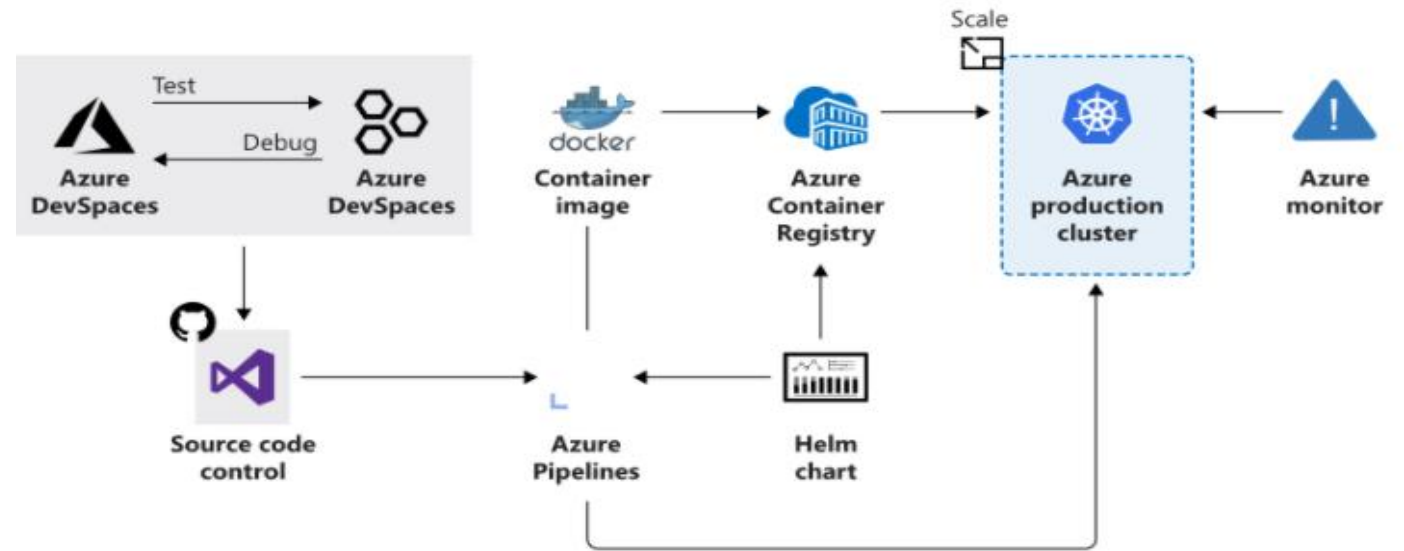 Scale
Test
Debug
Azure
DevSpaces
Azure
DevSpaces
docker
Container
image
Azure
Container
Registry
Azure
production
cluster
Azure
monitor
Source code
control
Azure
Pipelines
Helm
chart